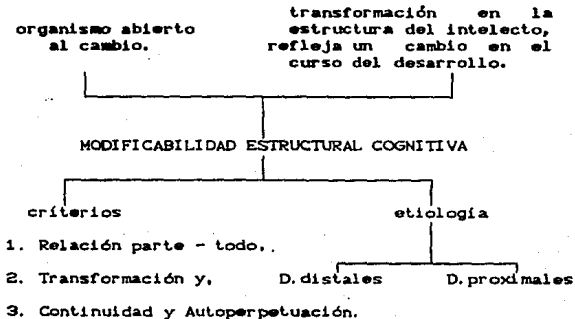 organismo abierto
al cambio.
transformación en la
estructura del intelecto,
refleja un cambio en el
curso del desarrollo.
MODIFICABILIDAD ESTRUCTURAL COGNITIVA
criterios
etiologia
1. Relación parte - todo,.
2. Transformación y,
D. distales
D. proximales
3. Continuidad y Autoperpetuación.